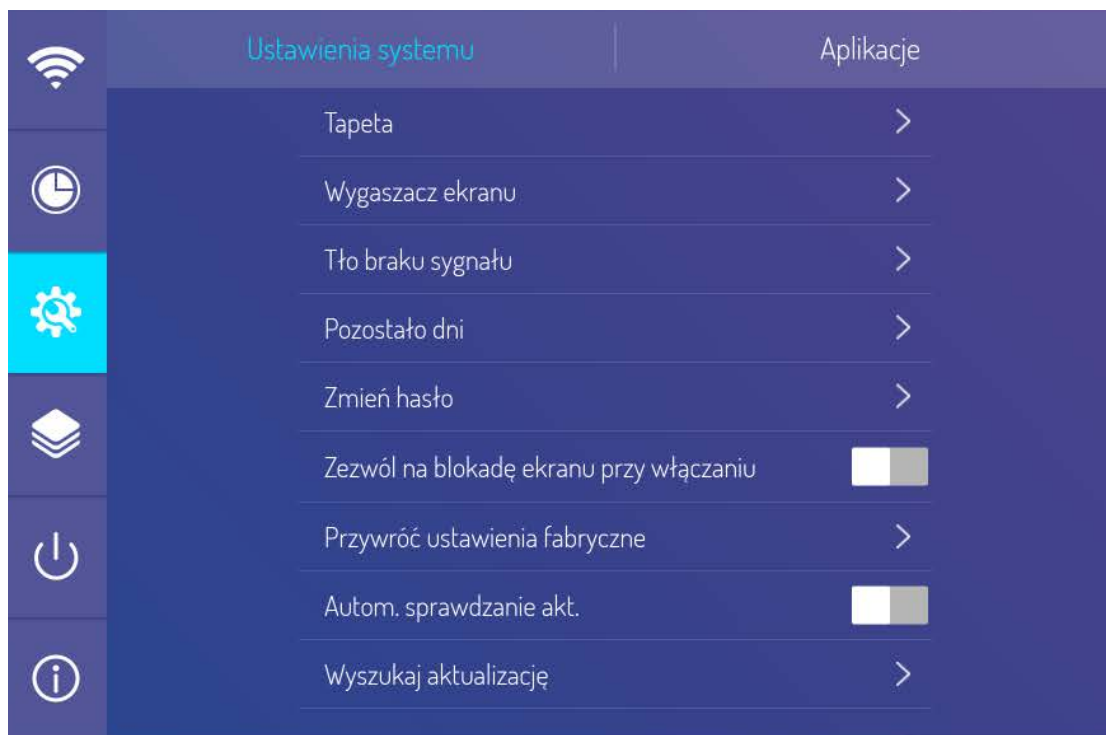 Ustawienia systemu
Aplikacje
Tapeta
Wygaszacz ekranu
Tło braku sygnału
Pozostało dni
Zmień hasło
Zezwól na blokadę ekranu przy włączaniu
Przywróć ustawienia fabryczne
Autom. sprawdzanie akt.
Wyszukaj aktualizację